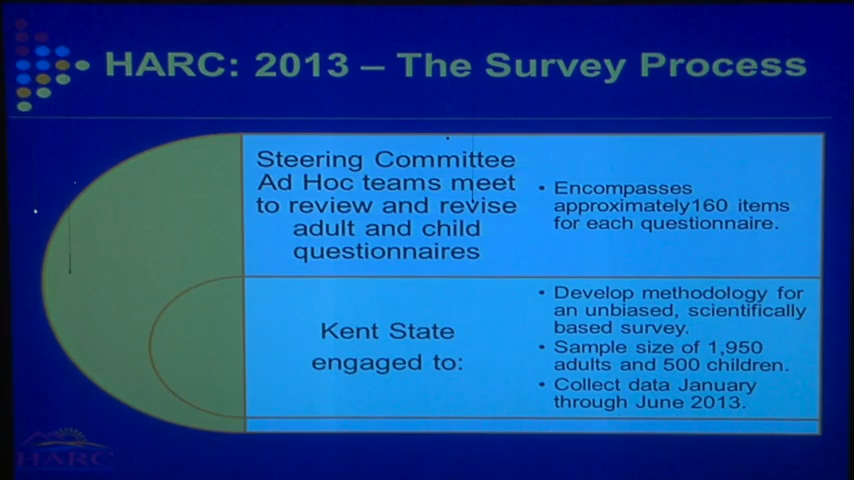 HARC: 2013 – The Survey Process
Steering Committee
Ad Hoc teams meet
to review and revise
adult and child
questionnaires
• Encompasses
approximately160 items
for each questionnaire.
Kent State
engaged to:
• Develop methodology for
an unbiased, scientifically
based survey.
• Sample size of 1,950
adults and 500 children.
• Collect data January
through June 2013.
HARC